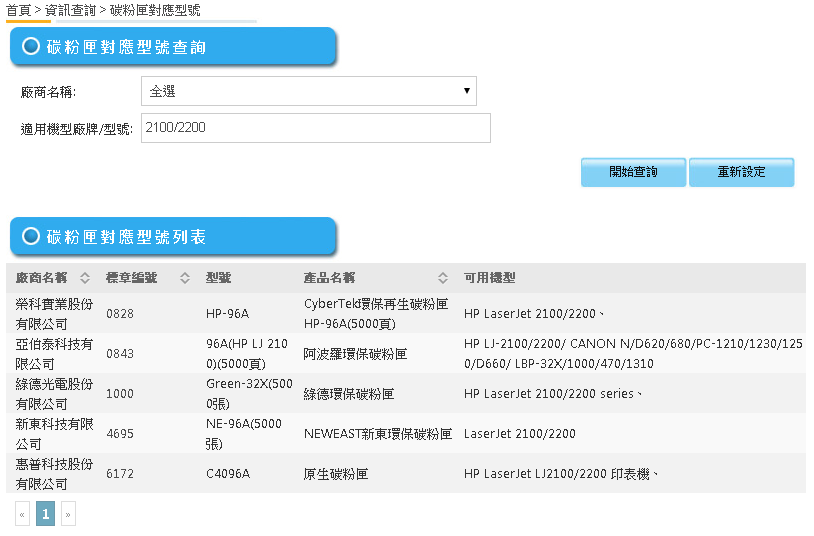 首頁 > 資訊查詢 > 碳粉匣對應型號
碳粉匣對應型號查詢
廠商名稱: 全選
適用機型廠牌/型號: 2100/2200
開始查詢 重新設定
碳粉匣對應型號列表
廠商名稱 標章編號 型號 產品名稱 可用機型
榮科實業股份 CyberTek環保再生碳粉匣
0828 HP-96A HP LaserJet 2100/2200、
有限公司 HP-96A(5000頁)
亞伯泰科技有 96A(HP LJ 210 HP LJ-2100/2200/ CANON N/D620/680/PC-1210/1230/125
0843 阿波羅環保碳粉匣
限公司 0)(5000頁) 0/D660/ LBP-32X/1000/470/1310
綠德光電股份 Green-32X(500
1000 綠德環保碳粉匣 HP LaserJet 2100/2200 series、
有限公司 0張)
新東科技有限 NE-96A(5000
4695 NEWEAST新東環保碳粉匣 LaserJet 2100/2200
公司 張)
惠普科技股份
6172 C4096A 原生碳粉匣 HP LaserJet LJ2100/2200 印表機、
有限公司
« 1 »